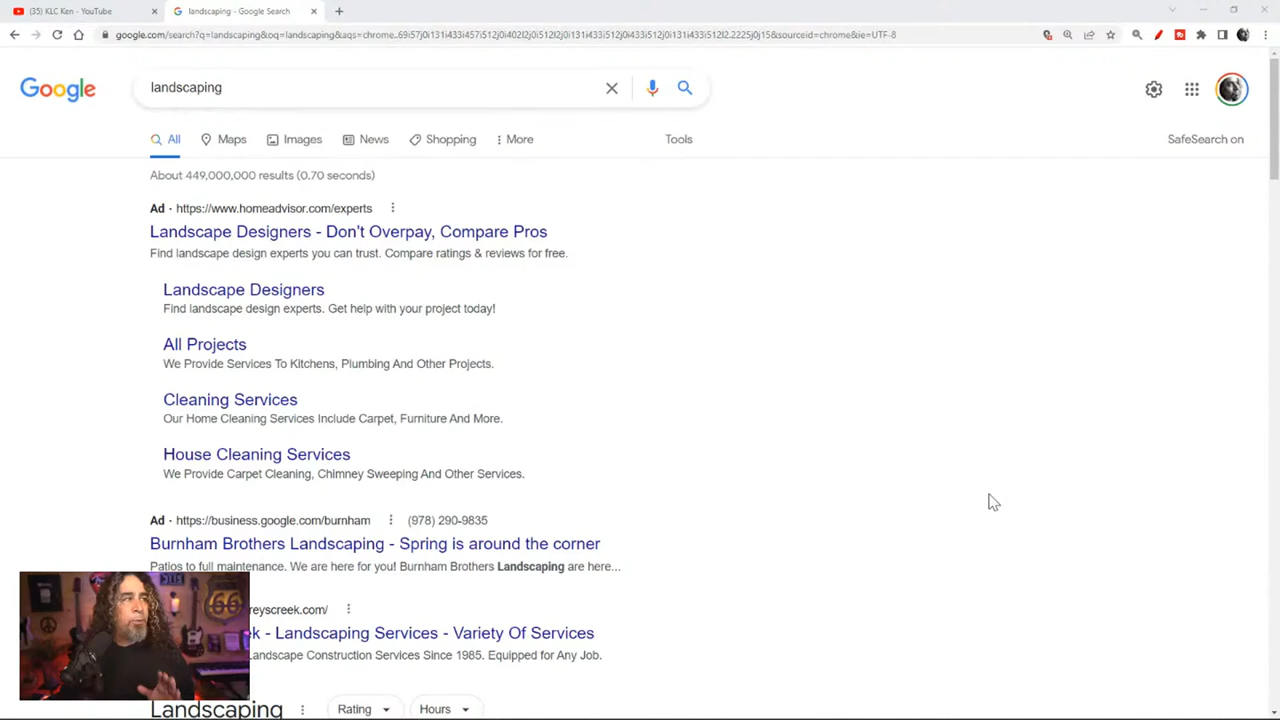 (35) KLC Ken - YouTube
landscaping - Google Search
google.com/search?q=landscaping&oq=landscaping&aqs=chrome..69i57j0i131i433i457i512j0i402l2j0i512l2j0i131i433i512j0i131i433i512l2.2225j0j15&sourceid=chrome&ie=UTF-8
Google
landscaping
All Maps Images News Shopping More Tools SafeSearch on
About 449,000,000 results (0.70 seconds)
Ad · https://www.homeadvisor.com/experts
Landscape Designers - Don't Overpay, Compare Pros
Find landscape design experts you can trust. Compare ratings & reviews for free.
Landscape Designers
Find landscape design experts. Get help with your project today!
All Projects
We Provide Services To Kitchens, Plumbing And Other Projects.
Cleaning Services
Our Home Cleaning Services Include Carpet, Furniture And More.
House Cleaning Services
We Provide Carpet Cleaning, Chimney Sweeping And Other Services.
Ad · https://business.google.com/burnham (978) 290-9835
Burnham Brothers Landscaping - Spring is around the corner
Patios to full maintenance. We are here for you! Burnham Brothers Landscaping are here...
reyscreek.com/
k - Landscaping Services - Variety Of Services
Landscape Construction Services Since 1985. Equipped for Any Job.
66
Landscaping
Rating Hours